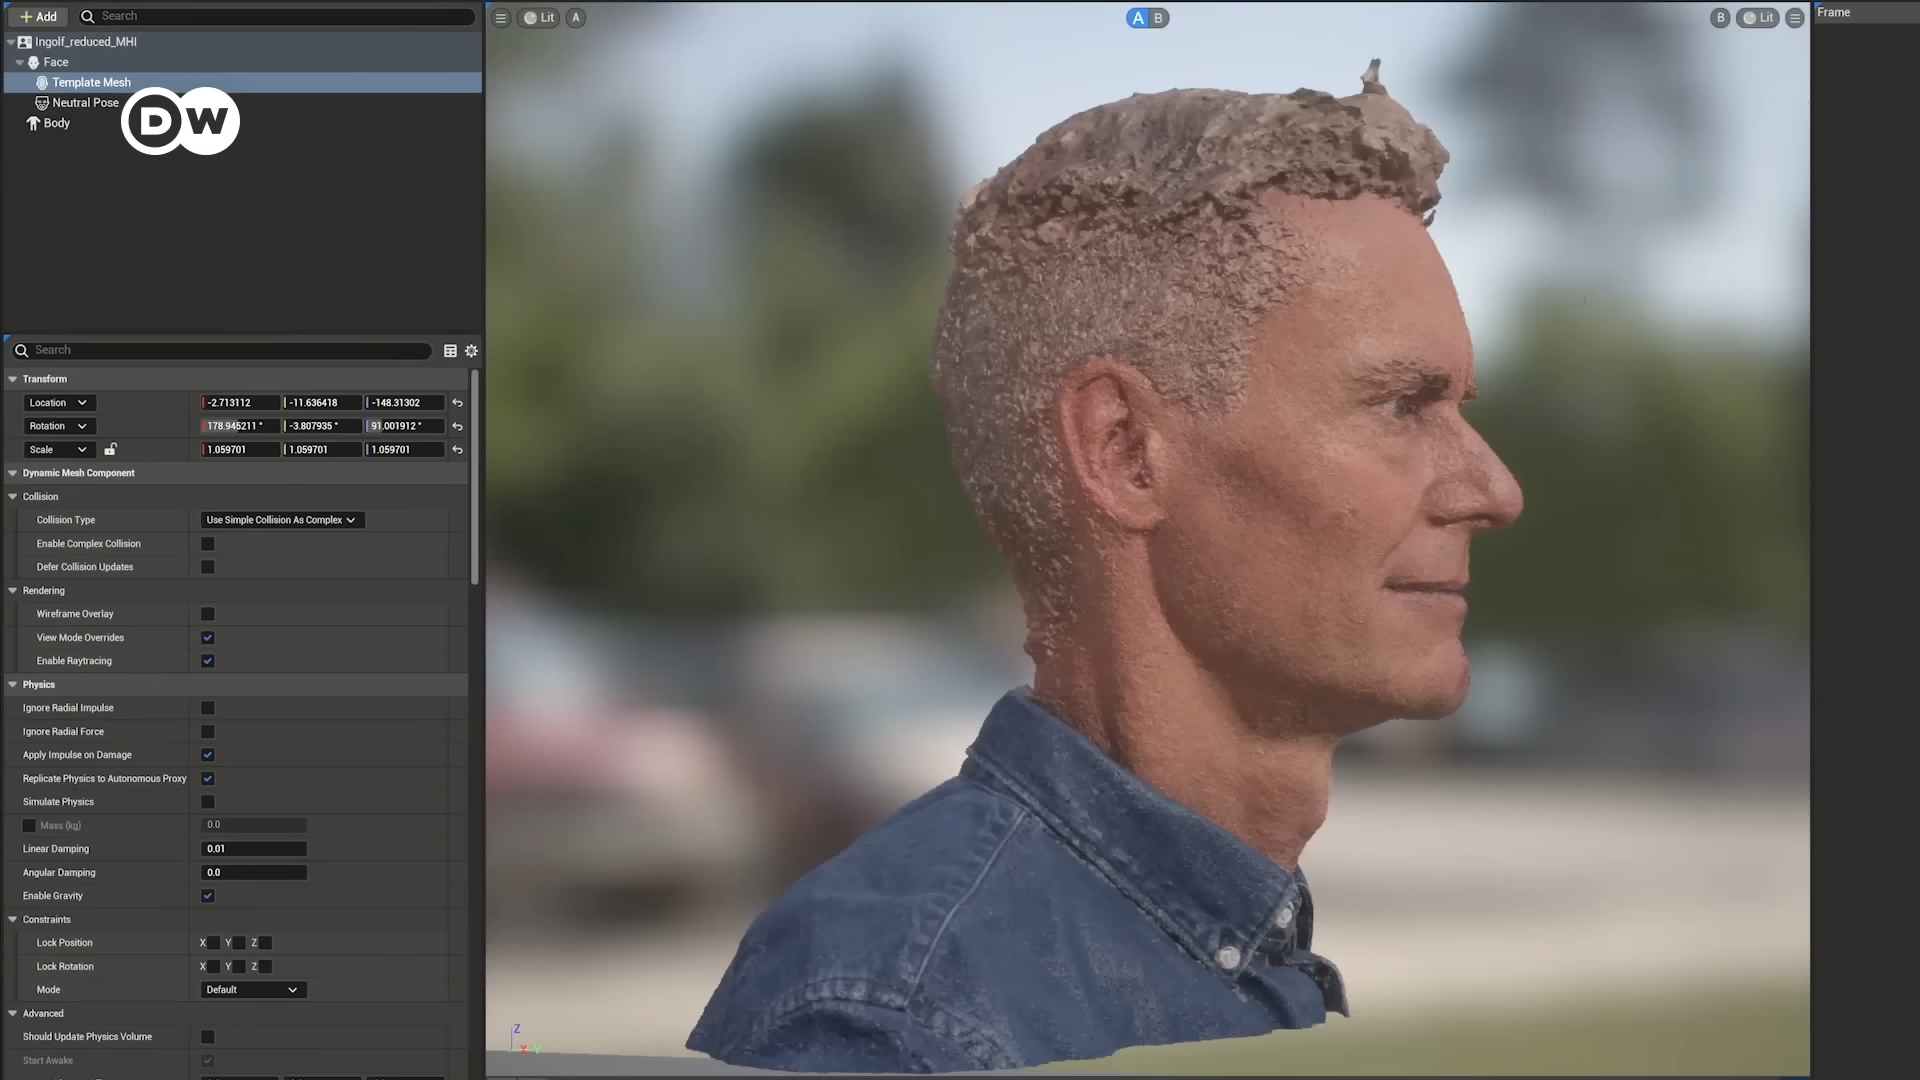 Add
Search
Ingolf_reduced_MHI
Face
Template Mesh
Neutral Pose
Body
DW
Search
Transform
Location -2.713112 -11.636418 -148.31302
Rotation 178.945211 ° -3.807935 ° 91.001912 °
Scale 1.059701 1.059701 1.059701
Dynamic Mesh Component
Collision
Collision Type Use Simple Collision As Complex
Enable Complex Collision
Defer Collision Updates
Rendering
Wireframe Overlay
View Mode Overrides
Enable Raytracing
Physics
Ignore Radial Impulse
Ignore Radial Force
Apply Impulse on Damage
Replicate Physics to Autonomous Proxy
Simulate Physics
Mass (kg) 0.0
Linear Damping 0.01
Angular Damping 0.0
Enable Gravity
Constraints
Lock Position X Y Z
Lock Rotation X Y Z
Mode Default
Advanced
Should Update Physics Volume
Start Awake
Lit A
A B
B Lit
Frame
Z
X Y